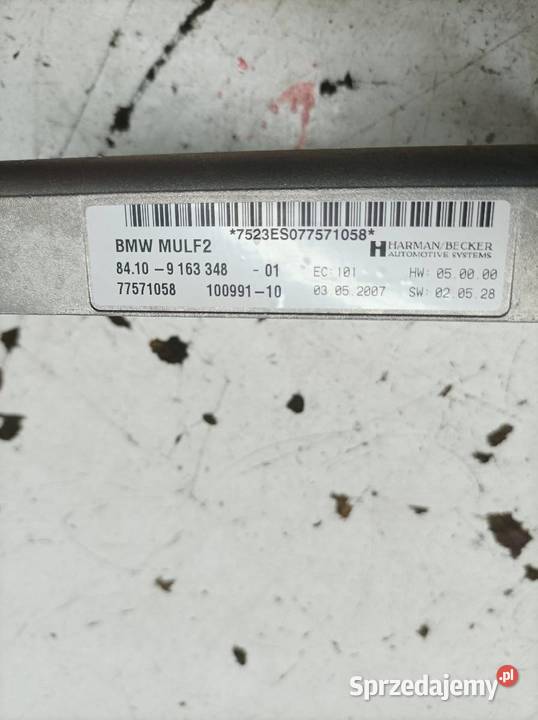 *7523ES077571058*
BMW MULF2
HARMAN/BECKER
AUTOMOTIVE SYSTEMS
84.10-9 163 348 -01 EC:101 HW: 05.00.00
77571058 100991-10 03.05.2007 SW: 02.05.28
Sprzedajemy.pl